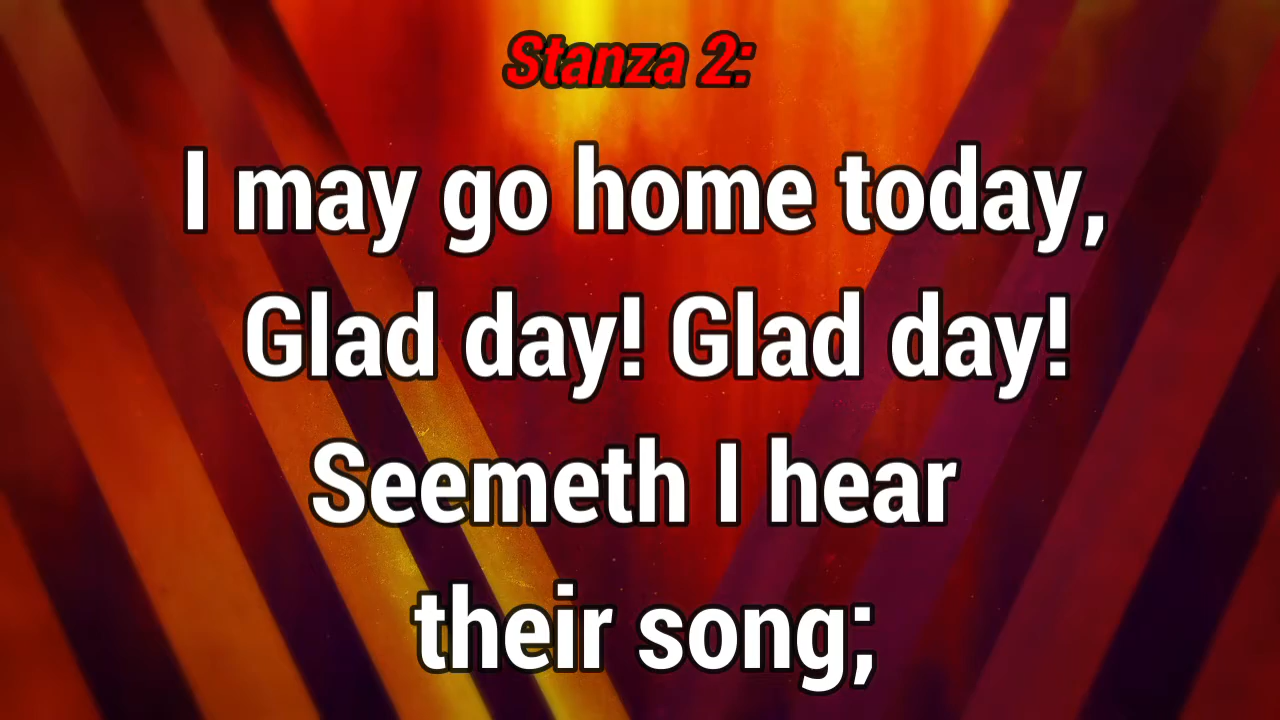 Stanza 2:
I may go home today,
Glad day! Glad day!
Seemeth I hear
their song;